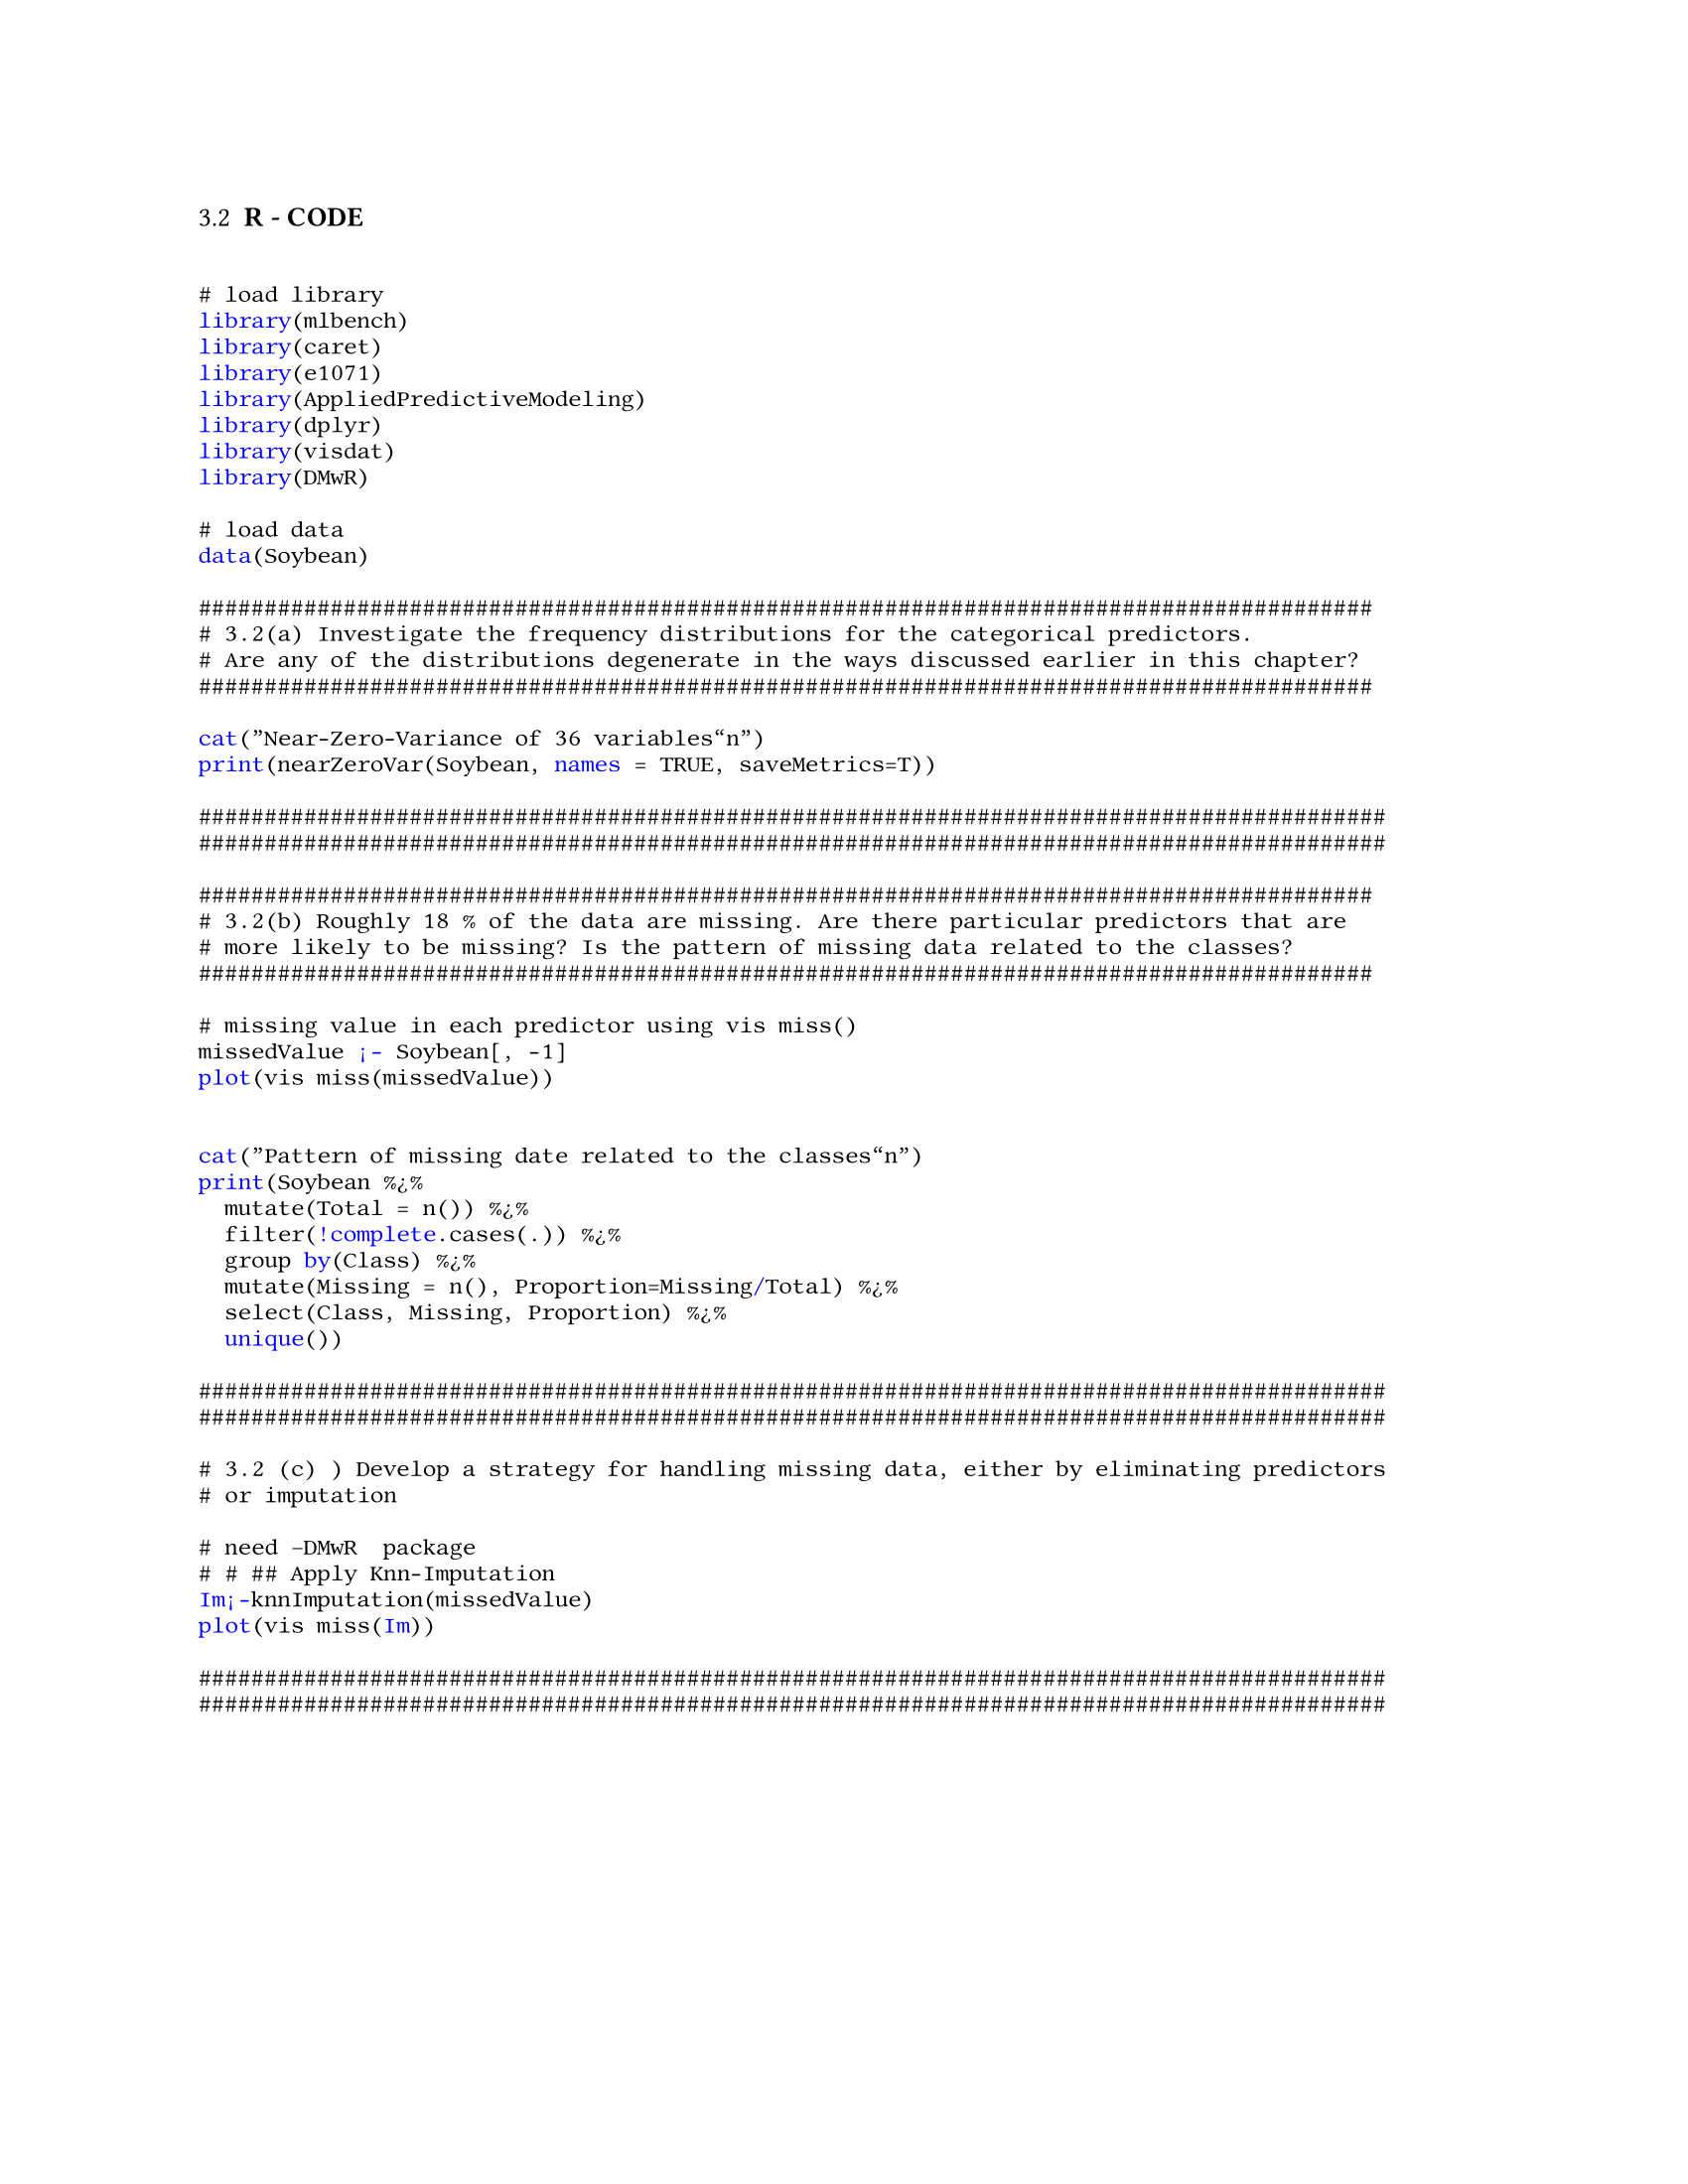 3.2 R - CODE
# load library
library(mlbench)
library(caret)
library(e1071)
library(AppliedPredictiveModeling)
library(dplyr)
library(visdat)
library(DMwR)
# load data
data(Soybean)
#########################################################################################
# 3.2(a) Investigate the frequency distributions for the categorical predictors.
# Are any of the distributions degenerate in the ways discussed earlier in this chapter?
#########################################################################################
cat(”Near-Zero-Variance of 36 variables“n”)
print(nearZeroVar(Soybean, names = TRUE, saveMetrics=T))
##########################################################################################
##########################################################################################
#########################################################################################
# 3.2(b) Roughly 18 % of the data are missing. Are there particular predictors that are
# more likely to be missing? Is the pattern of missing data related to the classes?
#########################################################################################
# missing value in each predictor using vis miss()
missedValue ¡- Soybean[, -1]
plot(vis miss(missedValue))
cat(”Pattern of missing date related to the classes“n”)
print(Soybean %¿%
  mutate(Total = n()) %¿%
  filter(!complete.cases(.)) %¿%
  group by(Class) %¿%
  mutate(Missing = n(), Proportion=Missing/Total) %¿%
  select(Class, Missing, Proportion) %¿%
  unique())
##########################################################################################
##########################################################################################
# 3.2 (c) ) Develop a strategy for handling missing data, either by eliminating predictors
# or imputation
# need –DMwR  package
# # ## Apply Knn-Imputation
Im¡-knnImputation(missedValue)
plot(vis miss(Im))
##########################################################################################
##########################################################################################